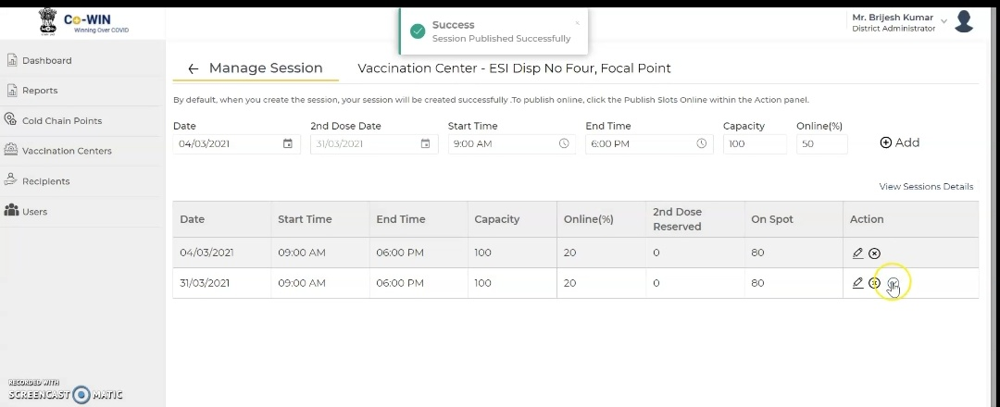 Success
Session Published Successfully
Co-WIN
Winning Over COVID
Mr. Brijesh Kumar
District Administrator
Dashboard
Reports
Cold Chain Points
Vaccination Centers
Recipients
Users
Manage Session
Vaccination Center - ESI Disp No Four, Focal Point
By default, when you create the session, your session will be created successfully .To publish online, click the Publish Slots Online within the Action panel.
Date 2nd Dose Date Start Time End Time Capacity Online(%)
04/03/2021 31/03/2021 9:00 AM 6:00 PM 100 50 Add
View Sessions Details
Date Start Time End Time Capacity Online(%) 2nd Dose Reserved On Spot Action
04/03/2021 09:00 AM 06:00 PM 100 20 0 80
31/03/2021 09:00 AM 06:00 PM 100 20 0 80
RECORDED WITH
SCREENCAST MATIC